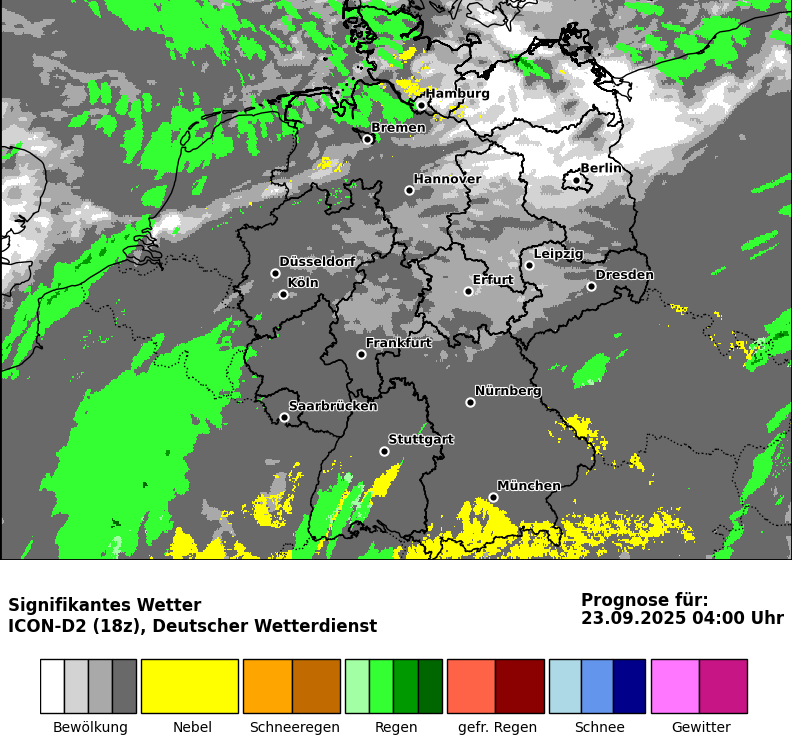 Hamburg
Bremen
Hannover
Berlin
Düsseldorf
Köln
Leipzig
Erfurt
Dresden
Frankfurt
Nürnberg
Saarbrücken
Stuttgart
München
Signifikantes Wetter
ICON-D2 (18z), Deutscher Wetterdienst
Prognose für:
23.09.2025 04:00 Uhr
Bewölkung Nebel Schneeregen Regen gefr. Regen Schnee Gewitter